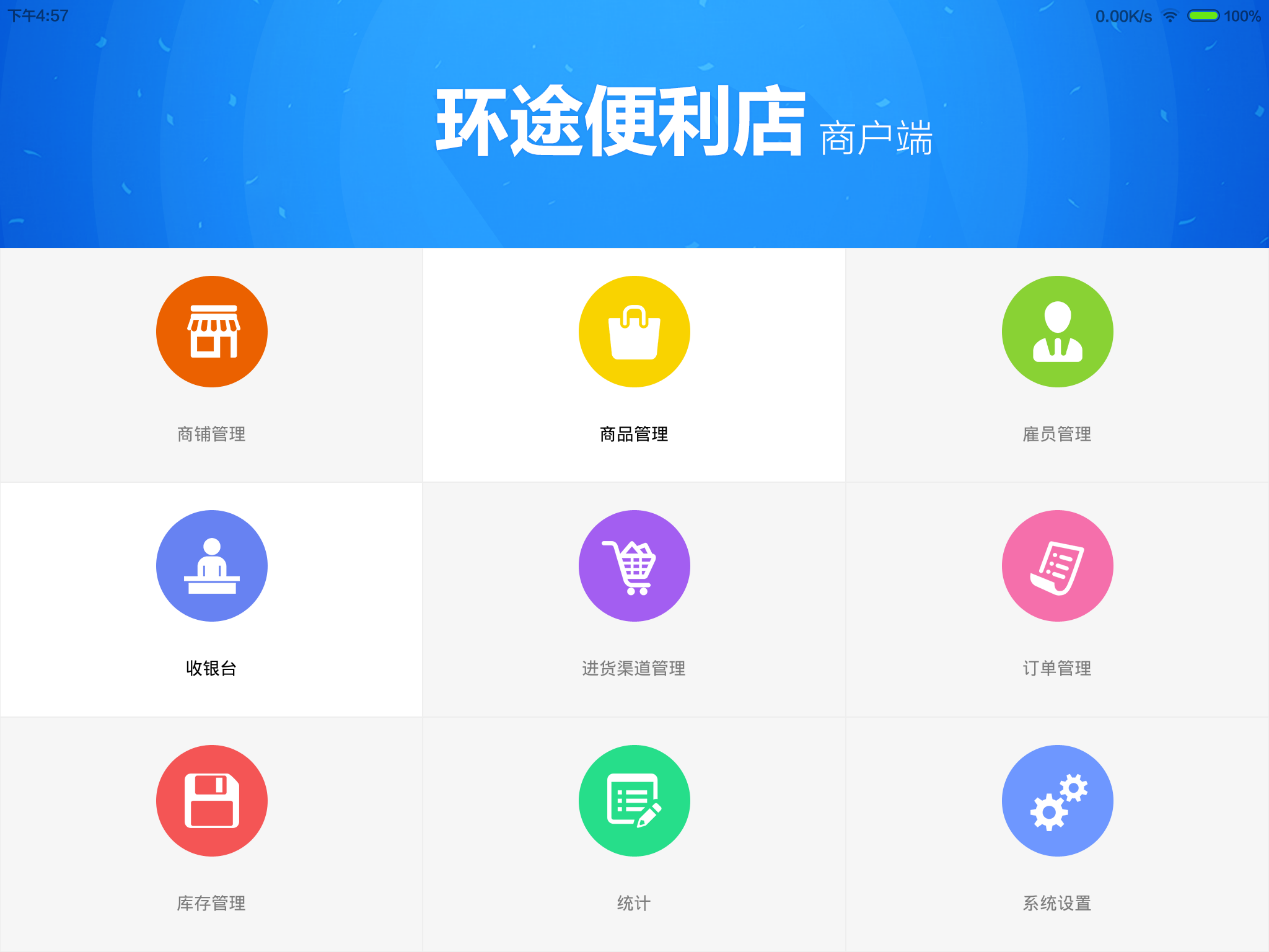 下午4:57
0.00K/s
100%
环途便利店 商户端
商铺管理
商品管理
雇员管理
收银台
进货渠道管理
订单管理
库存管理
统计
系统设置